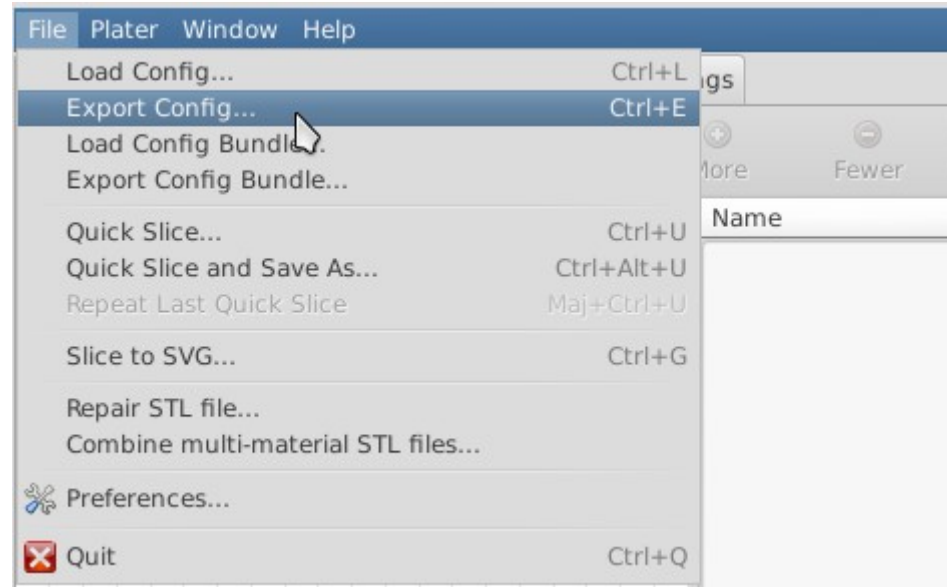 File Plater Window Help
Load Config... Ctrl+L
gs
Export Config... Ctrl+E
Load Config Bundle...
Export Config Bundle...
More Fewer
Name
Quick Slice... Ctrl+U
Quick Slice and Save As... Ctrl+Alt+U
Repeat Last Quick Slice Maj+Ctrl+U
Slice to SVG... Ctrl+G
Repair STL file...
Combine multi-material STL files...
Preferences...
Quit Ctrl+Q